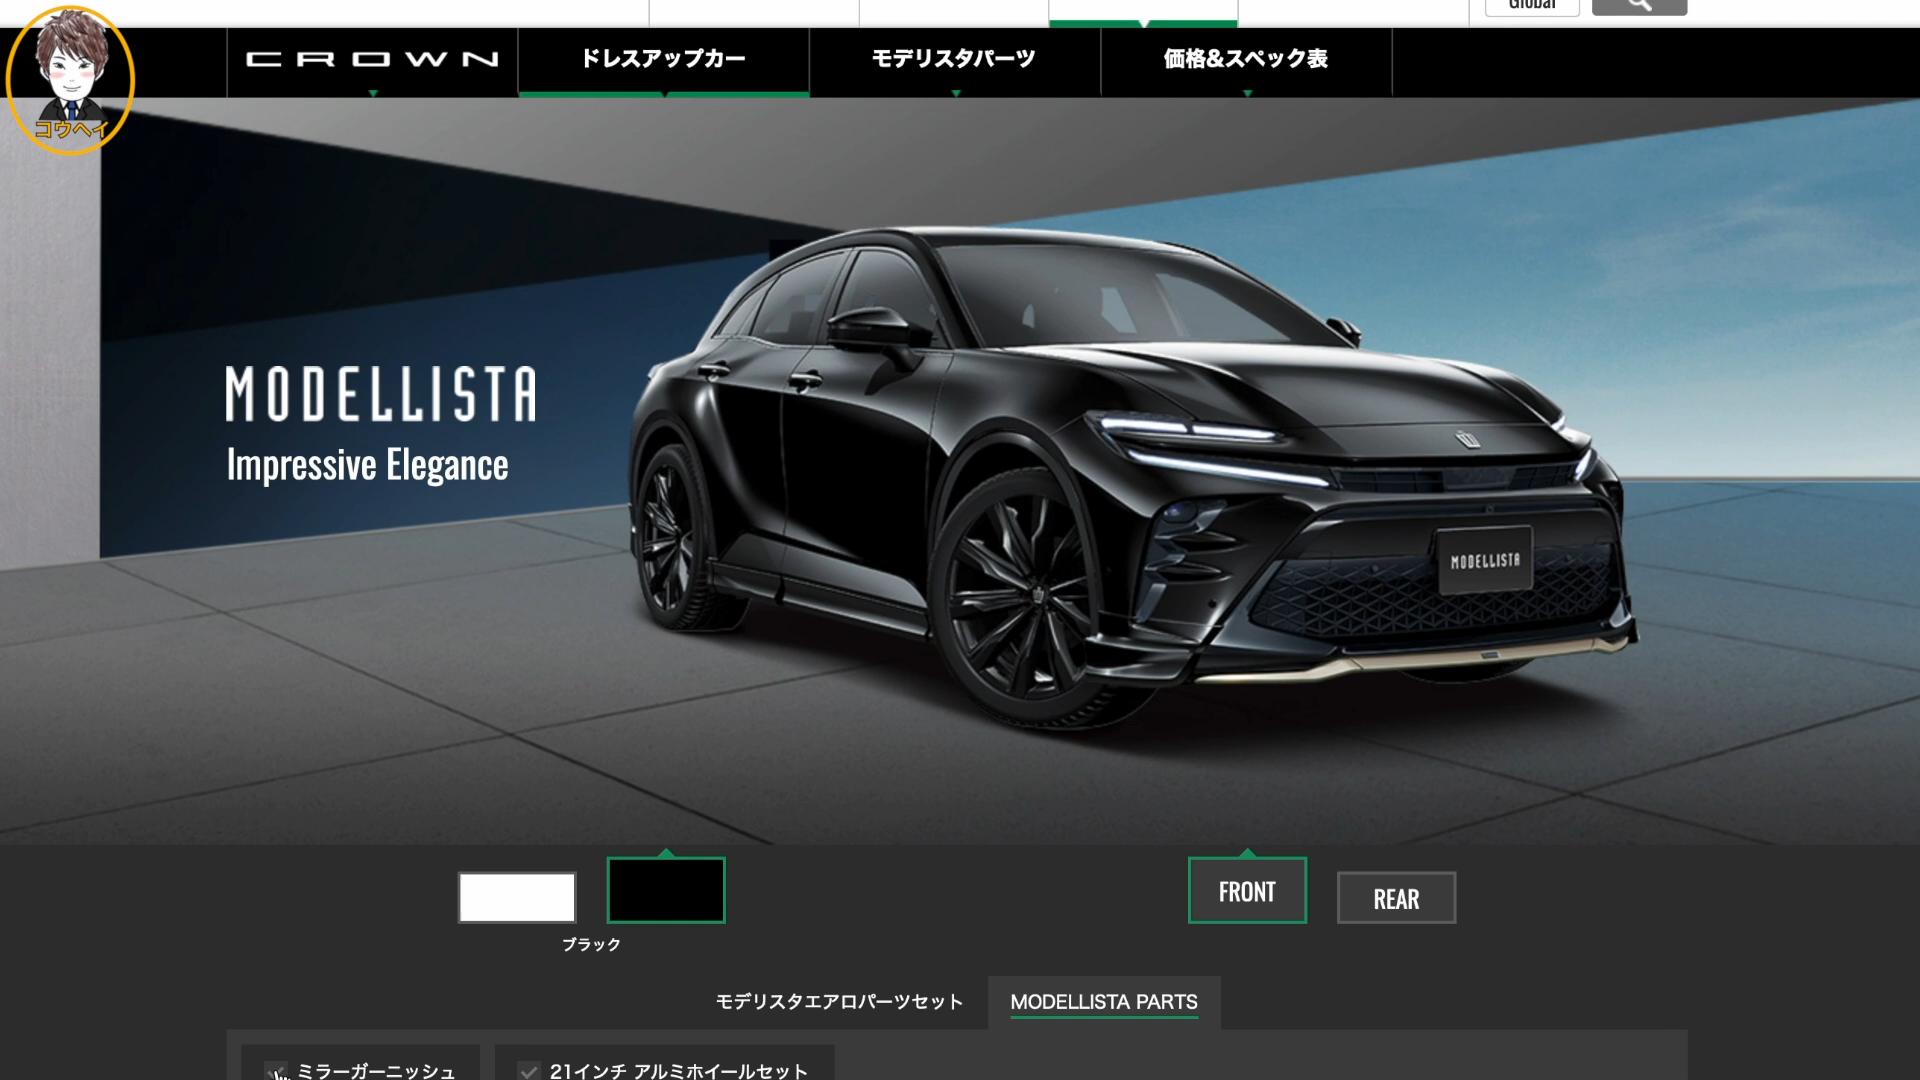 Global
コウヘイ
CROWN
ドレスアップカー
モデリスタパーツ
価格&スペック表
MODELLISTA
Impressive Elegance
MODELLISTA
FRONT
REAR
ブラック
モデリスタエアロパーツセット
MODELLISTA PARTS
ミラーガーニッシュ
21インチ アルミホイールセット